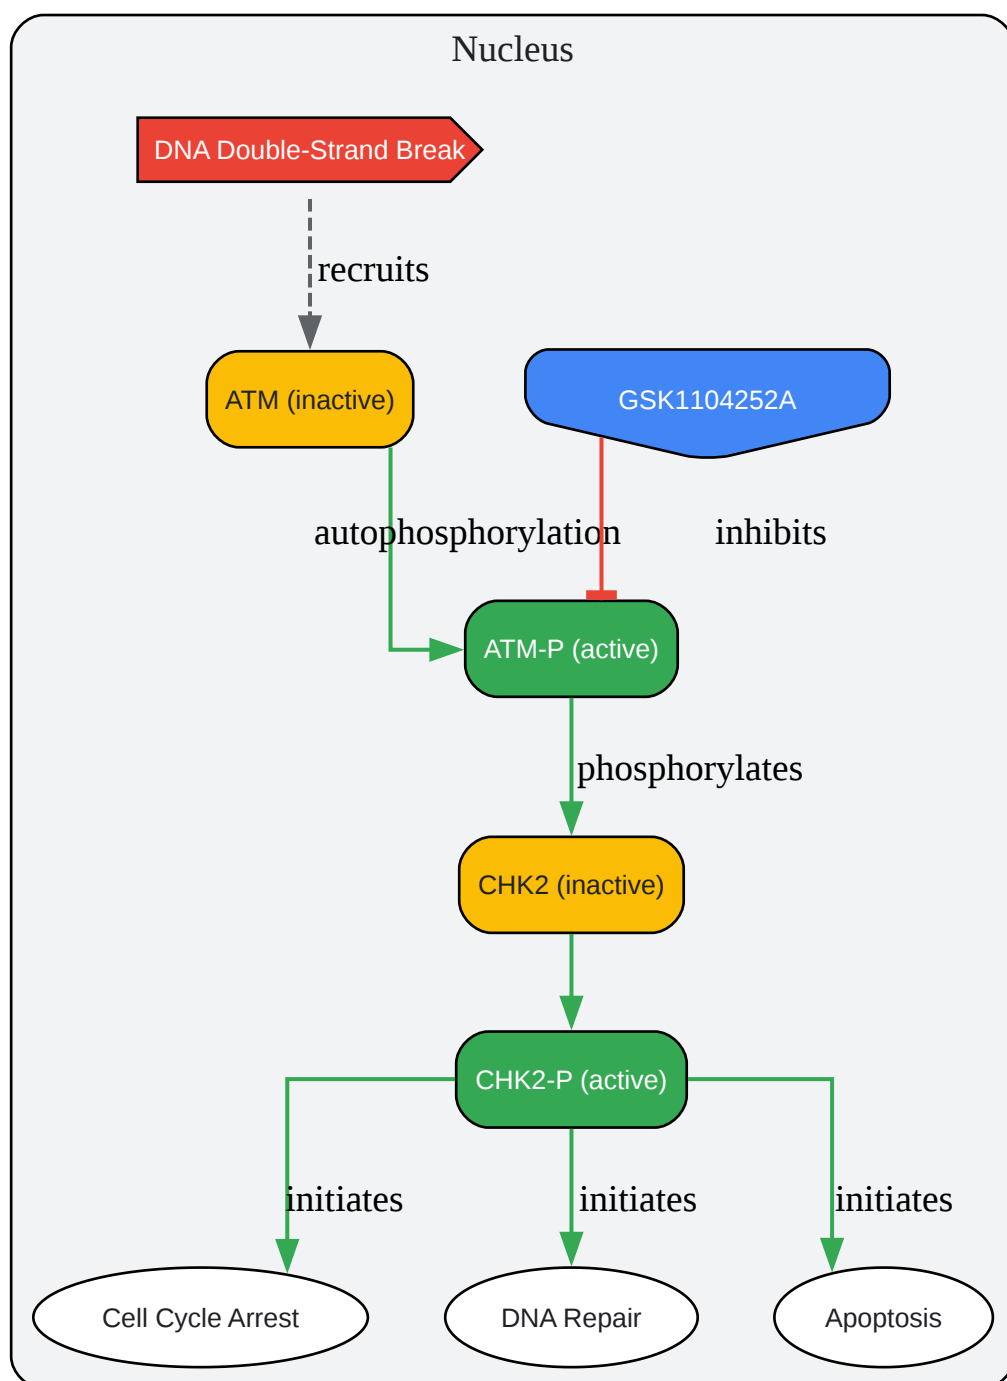 Nucleus
DNA Double-Strand Break
recruits
ATM (inactive)
GSK1104252A
autophosphorylation
inhibits
ATM-P (active)
phosphorylates
CHK2 (inactive)
CHK2-P (active)
initiates
initiates
initiates
Cell Cycle Arrest
DNA Repair
Apoptosis